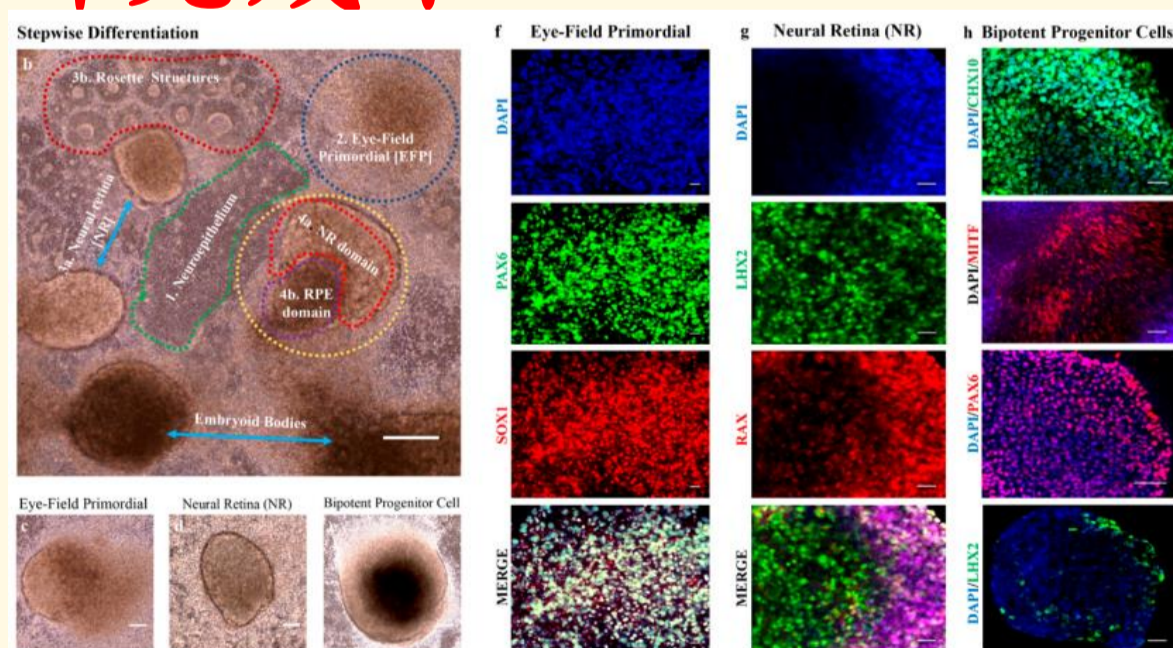 Stepwise Differentiation
b
3b. Rosette Structures
2. Eye-Field
Primordial [EFP]
3a. Neural retina
[NR]
1. Neuroepithelium
4a. NR domain
4b. RPE
domain
Embryoid Bodies
Eye-Field Primordial
c
Neural Retina (NR)
d
Bipotent Progenitor Cell
f Eye-Field Primordial
DAPI
PAX6
SOX1
MERGE
g Neural Retina (NR)
DAPI
LHX2
RAX
MERGE
h Bipotent Progenitor Cells
DAPI/CHX10
DAPI/MITF
DAPI/PAX6
DAPI/LHX2